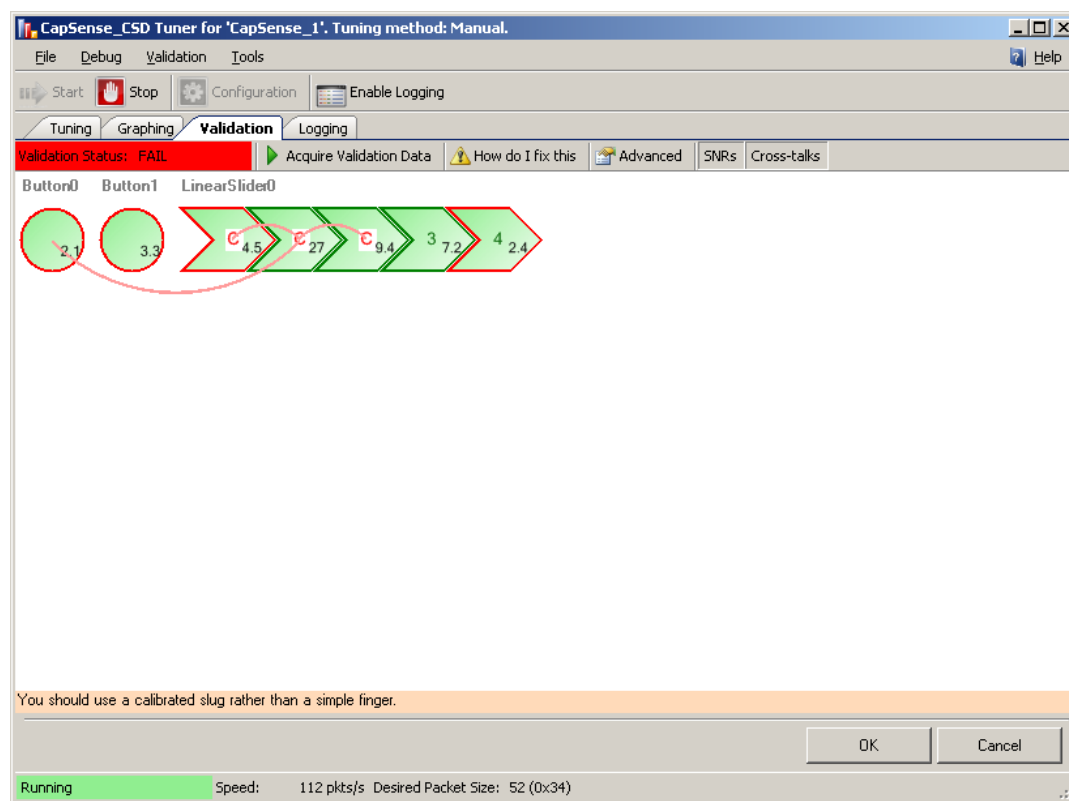 CapSense_CSD Tuner for 'CapSense_1'. Tuning method: Manual.
File Debug Validation Tools Help
Start Stop Configuration Enable Logging
Tuning Graphing Validation Logging
Validation Status: FAIL Acquire Validation Data How do I fix this Advanced SNRs Cross-talks
Button0 Button1 LinearSlider0
2.1 3.3 C 4.5 C 27 C 9.4 3 7.2 4 2.4
You should use a calibrated slug rather than a simple finger.
OK Cancel
Running Speed: 112 pkts/s Desired Packet Size: 52 (0x34)